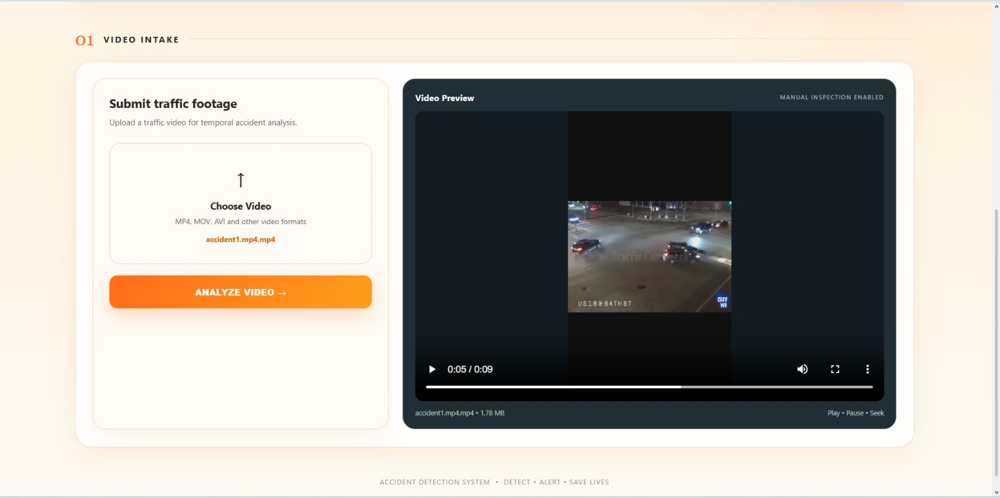 01 VIDEO INTAKE
Submit traffic footage
Upload a traffic video for temporal accident analysis.
↑
Choose Video
MP4, MOV, AVI and other video formats
accident1.mp4.mp4
ANALYZE VIDEO →
Video Preview
MANUAL INSPECTION ENABLED
NW
Traffic Cam
US18@84THST
511
WI
0:05 / 0:09
accident1.mp4.mp4 • 1.78 MB
Play • Pause • Seek
ACCIDENT DETECTION SYSTEM • DETECT • ALERT • SAVE LIVES